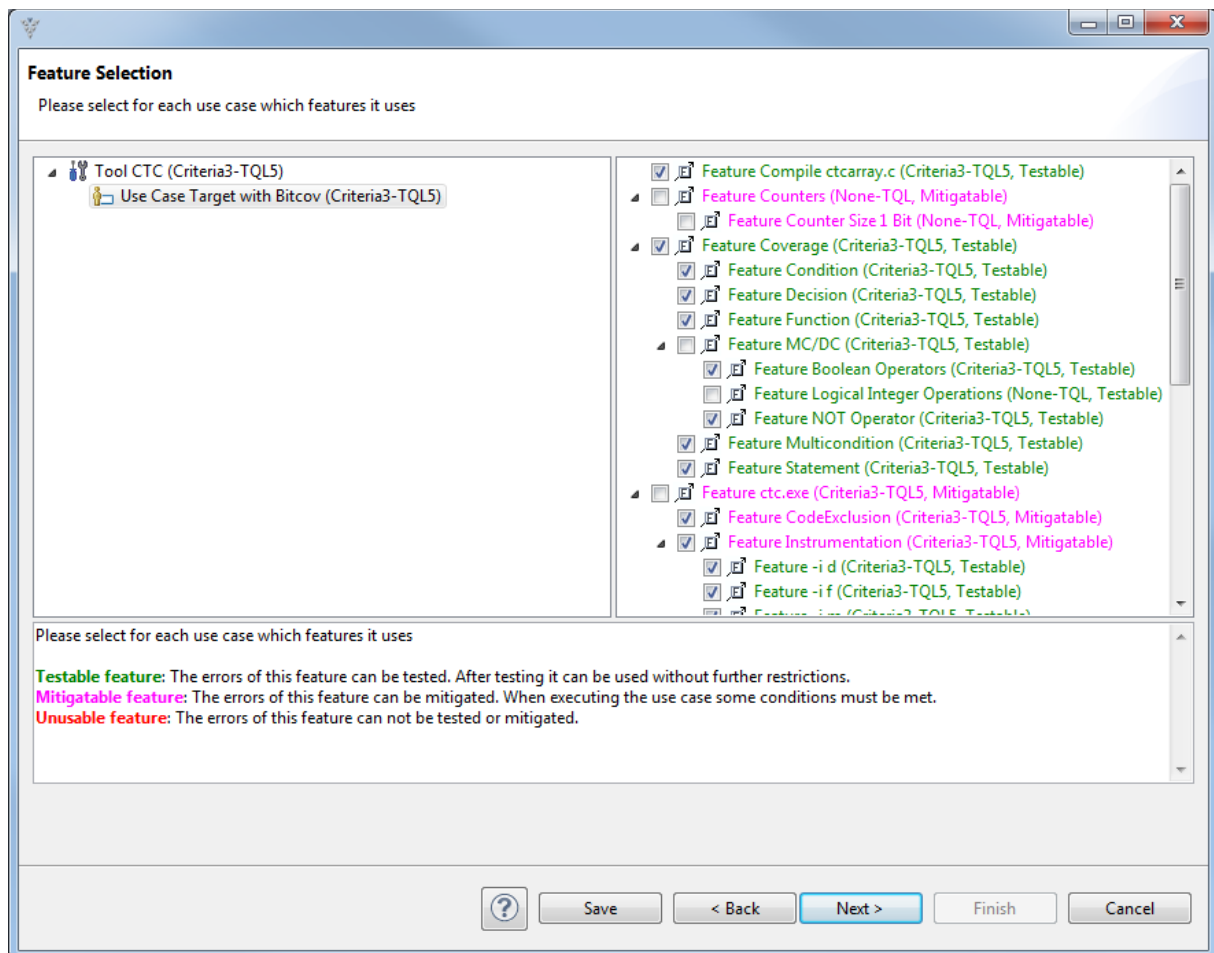 Feature Selection
Please select for each use case which features it uses
Tool CTC (Criteria3-TQL5)
Use Case Target with Bitcov (Criteria3-TQL5)
Feature Compile ctcarray.c (Criteria3-TQL5, Testable)
Feature Counters (None-TQL, Mitigatable)
Feature Counter Size 1 Bit (None-TQL, Mitigatable)
Feature Coverage (Criteria3-TQL5, Testable)
Feature Condition (Criteria3-TQL5, Testable)
Feature Decision (Criteria3-TQL5, Testable)
Feature Function (Criteria3-TQL5, Testable)
Feature MC/DC (Criteria3-TQL5, Testable)
Feature Boolean Operators (Criteria3-TQL5, Testable)
Feature Logical Integer Operations (None-TQL, Testable)
Feature NOT Operator (Criteria3-TQL5, Testable)
Feature Multicondition (Criteria3-TQL5, Testable)
Feature Statement (Criteria3-TQL5, Testable)
Feature ctc.exe (Criteria3-TQL5, Mitigatable)
Feature CodeExclusion (Criteria3-TQL5, Mitigatable)
Feature Instrumentation (Criteria3-TQL5, Mitigatable)
Feature -i d (Criteria3-TQL5, Testable)
Feature -i f (Criteria3-TQL5, Testable)
Please select for each use case which features it uses
Testable feature: The errors of this feature can be tested. After testing it can be used without further restrictions.
Mitigatable feature: The errors of this feature can be mitigated. When executing the use case some conditions must be met.
Unusable feature: The errors of this feature can not be tested or mitigated.
Save
< Back
Next >
Finish
Cancel